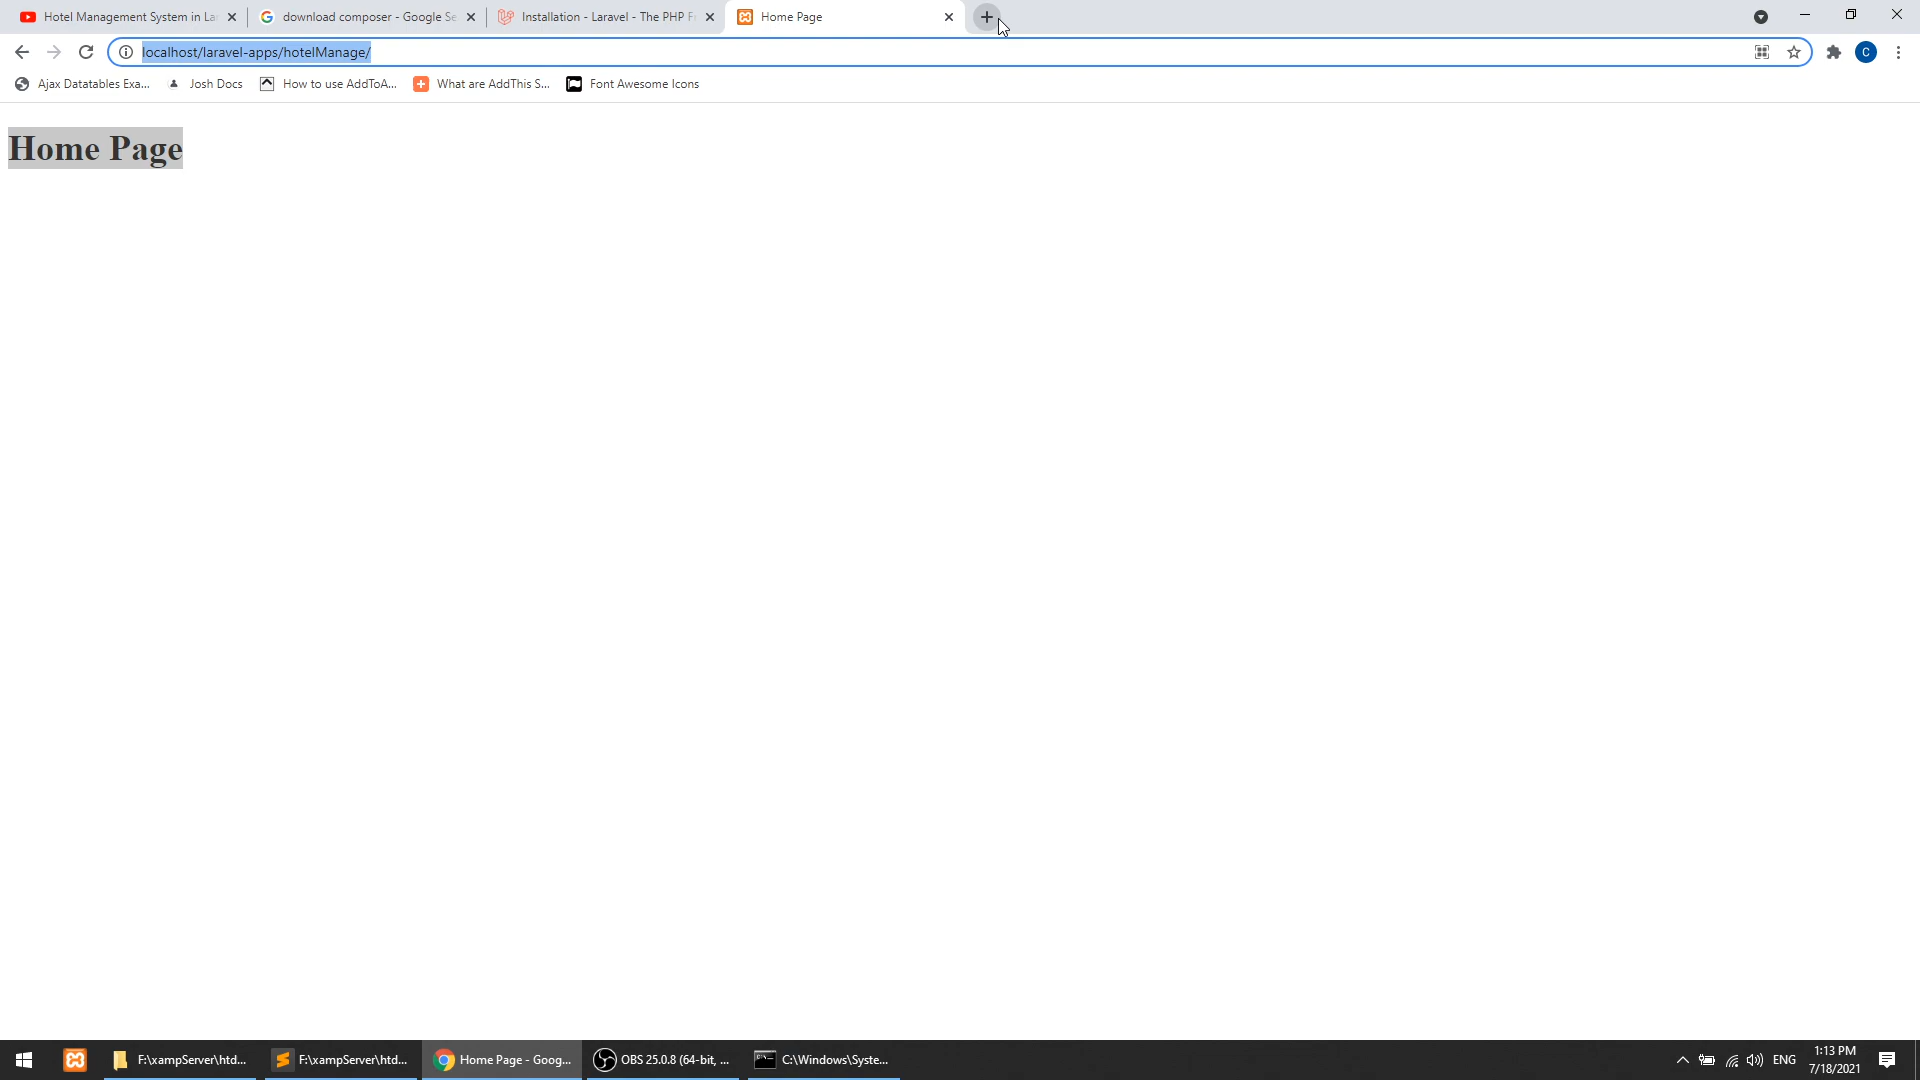 Hotel Management System in La
download composer - Google Se
Installation - Laravel - The PHP F
Home Page
localhost/laravel-apps/hotelManage/
C
Ajax Datatables Exa...
Josh Docs
How to use AddToA...
What are AddThis S...
Font Awesome Icons
Home Page
F:\xampServer\htd...
F:\xampServer\htd...
Home Page - Goog...
OBS 25.0.8 (64-bit, ...
C:\Windows\Syste...
ENG
1:13 PM
7/18/2021